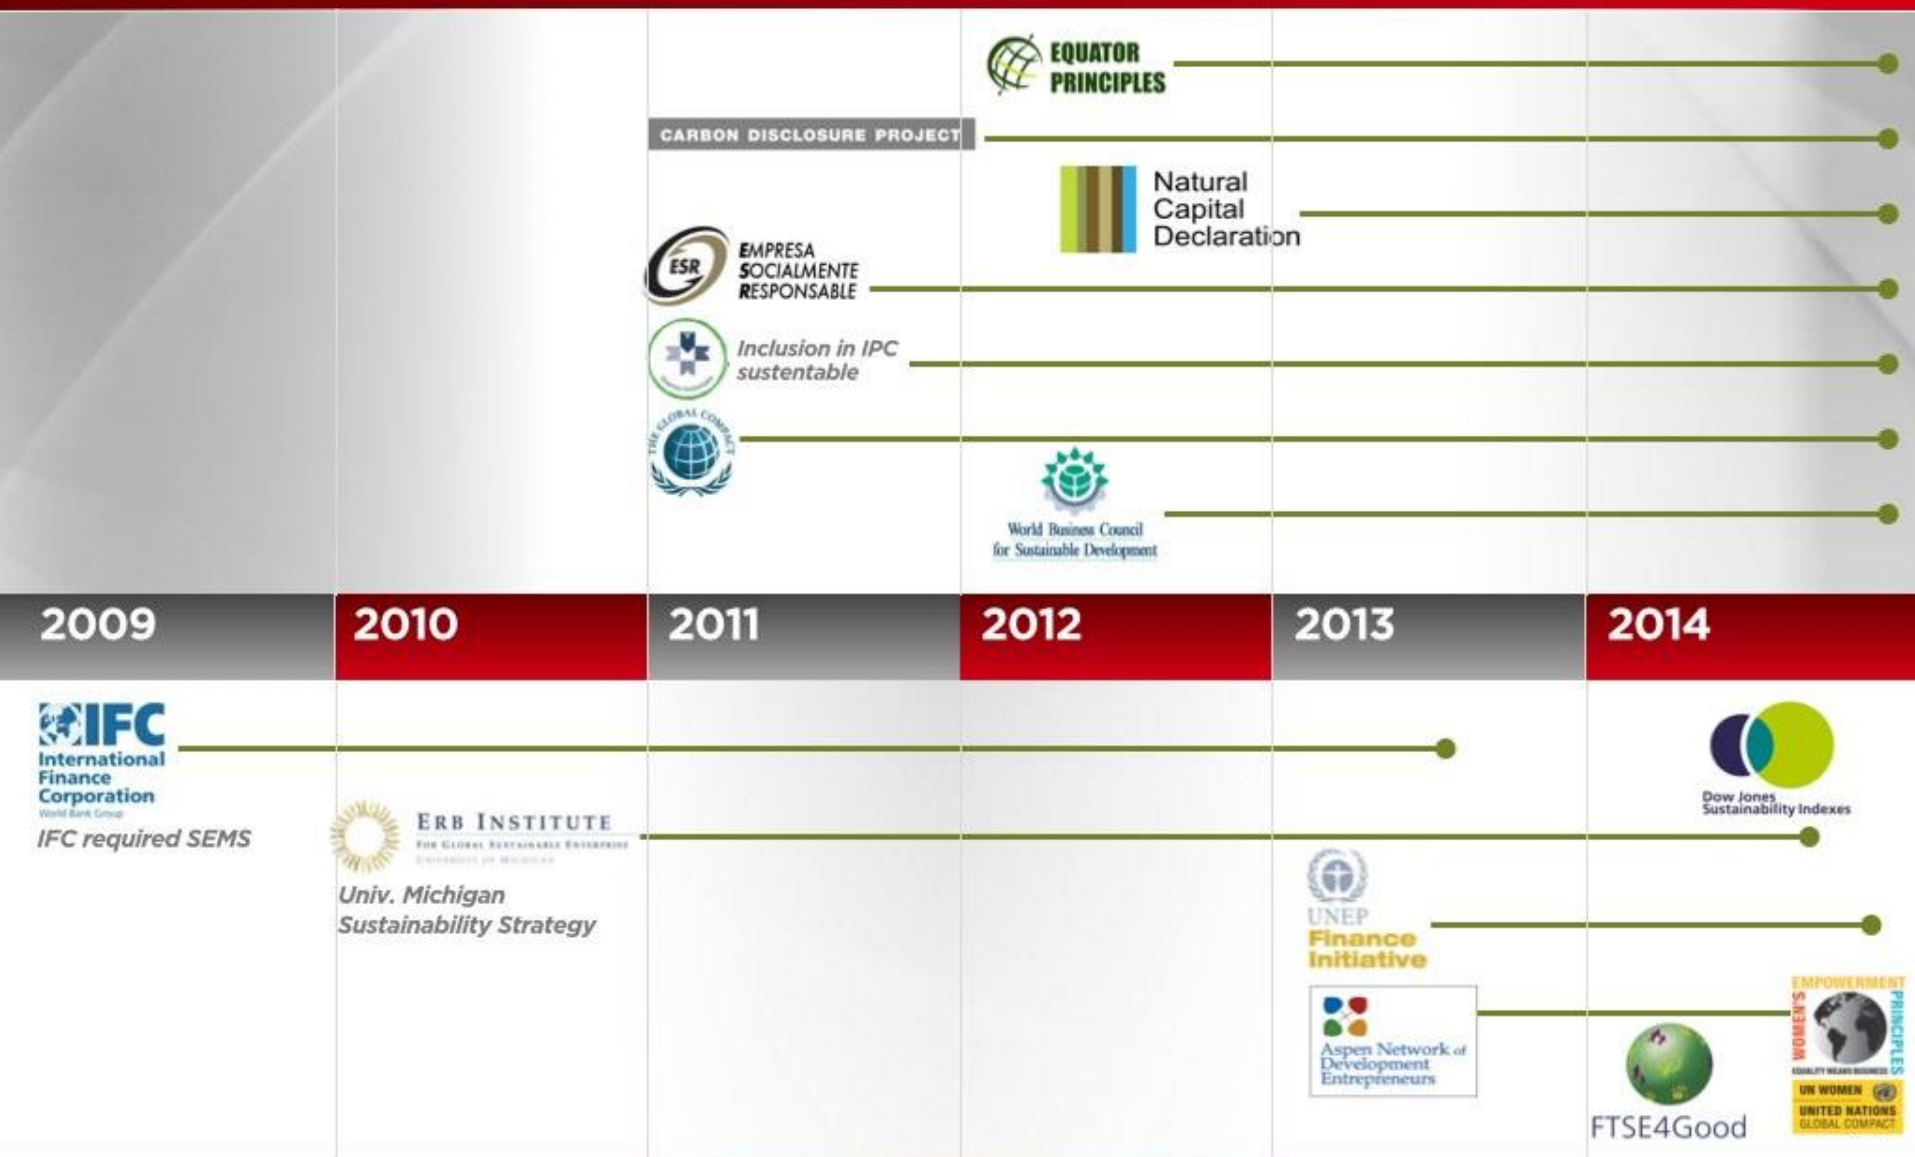 EQUATOR
PRINCIPLES
CARBON DISCLOSURE PROJECT
Natural
Capital
Declaration
ESR
EMPRESA
SOCIALMENTE
RESPONSABLE
Inclusion in IPC
sustentable
THE GLOBAL COMPACT
World Business Council
for Sustainable Development
2009
2010
2011
2012
2013
2014
IFC
International
Finance
Corporation
World Bank Group
IFC required SEMS
ERB INSTITUTE
FOR GLOBAL SUSTAINABLE ENTERPRISE
UNIVERSITY OF MICHIGAN
Univ. Michigan
Sustainability Strategy
Dow Jones
Sustainability Indexes
UNEP
Finance
Initiative
Aspen Network of
Development
Entrepreneurs
FTSE4Good
WOMEN'S
EMPOWERMENT
PRINCIPLES
EQUALITY MEANS BUSINESS
UN WOMEN
UNITED NATIONS
GLOBAL COMPACT